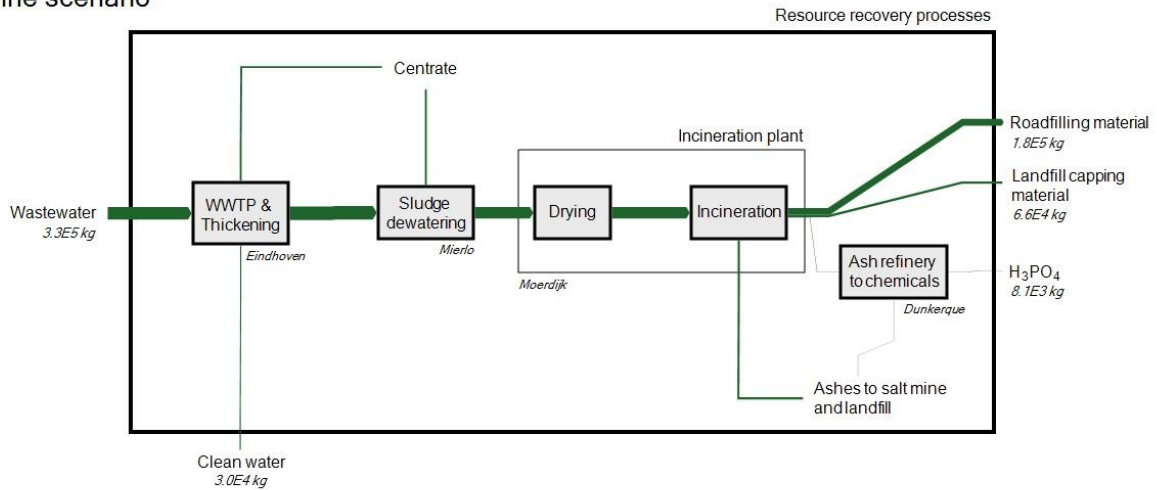 Resource recovery processes
Centrate
Incineration plant
Roadfilling material
1.8E5 kg
Landfill capping
material
6.6E4 kg
Wastewater
3.3E5 kg
WWTP &
Thickening
Eindhoven
Sludge
dewatering
Mierlo
Drying
Incineration
Moerdijk
Ash refinery
to chemicals
Dunkerque
H₃PO₄
8.1E3 kg
Ashes to salt mine
and landfill
Clean water
3.0E4 kg